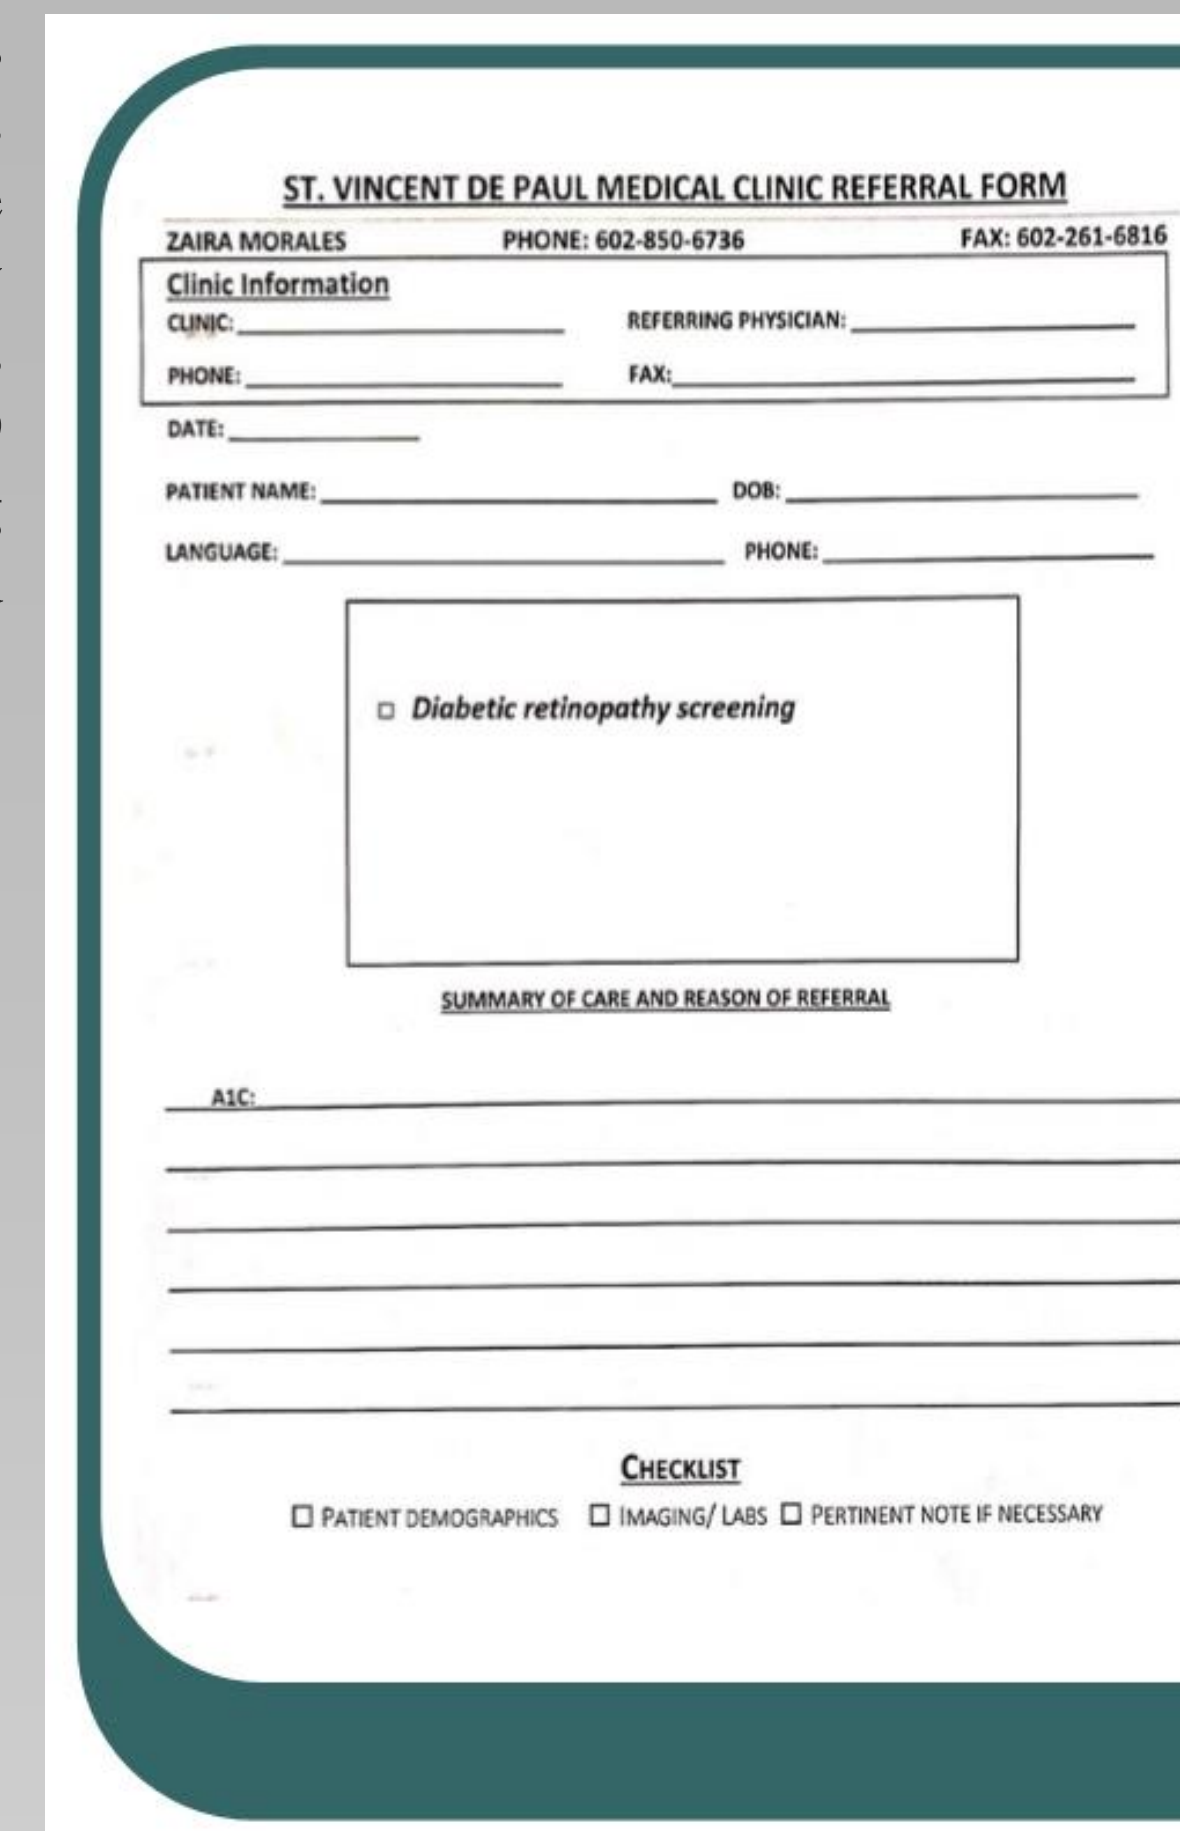 ST. VINCENT DE PAUL MEDICAL CLINIC REFERRAL FORM
ZAIRA MORALES PHONE: 602-850-6736 FAX: 602-261-6816
Clinic Information
CLINIC: REFERRING PHYSICIAN:
PHONE: FAX:
DATE:
PATIENT NAME: DOB:
LANGUAGE: PHONE:
Diabetic retinopathy screening
SUMMARY OF CARE AND REASON OF REFERRAL
A1C:
CHECKLIST
PATIENT DEMOGRAPHICS IMAGING/ LABS PERTINENT NOTE IF NECESSARY